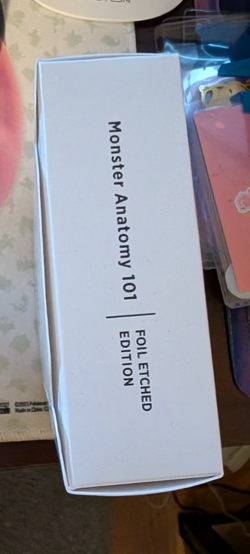 Monster Anatomy 101
FOIL ETCHED
EDITION